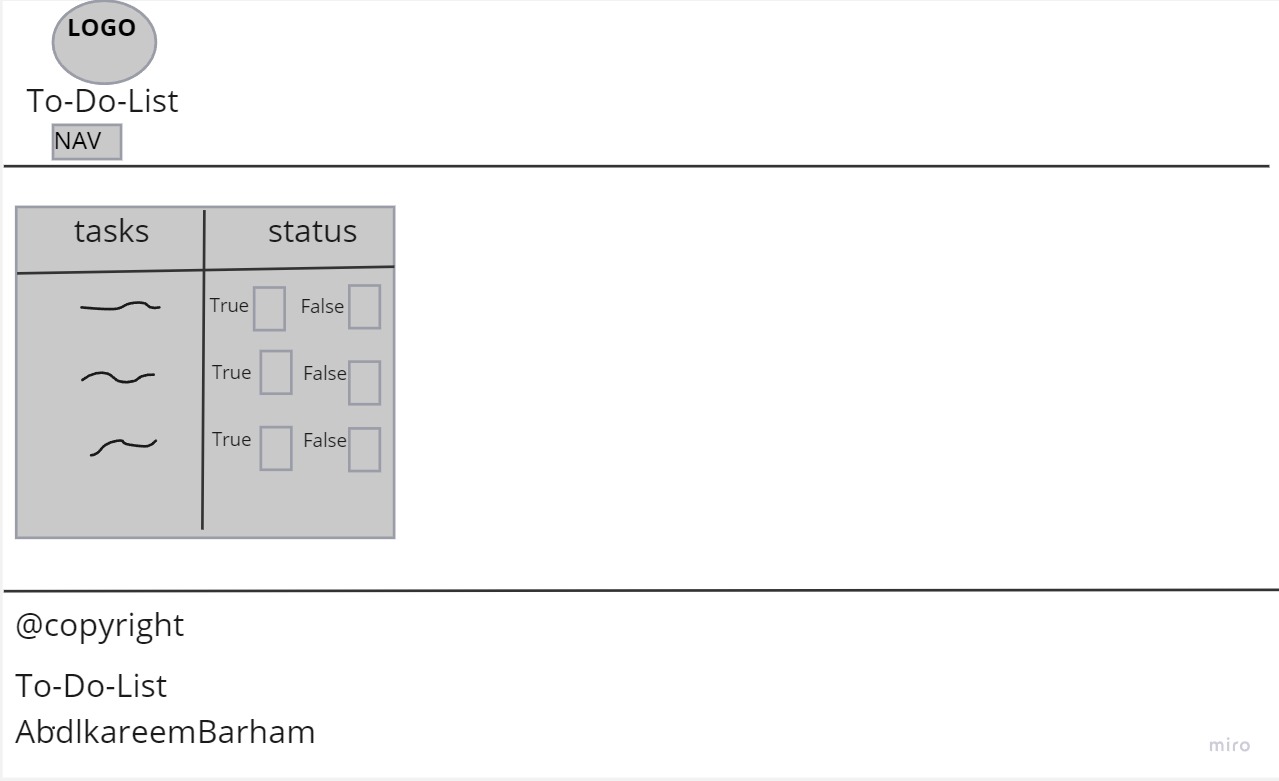 LOGO
To-Do-List
NAV
tasks status
True False
True False
True False
@copyright
To-Do-List
AbdlkareemBarham
miro